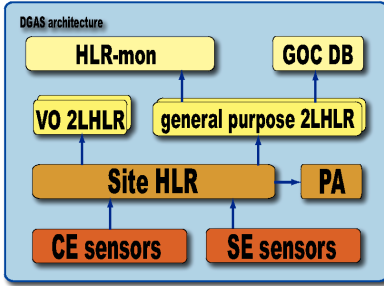 DGAS architecture
HLR-mon
GOC DB
VO 2LHLR
general purpose 2LHLR
Site HLR
PA
CE sensors
SE sensors